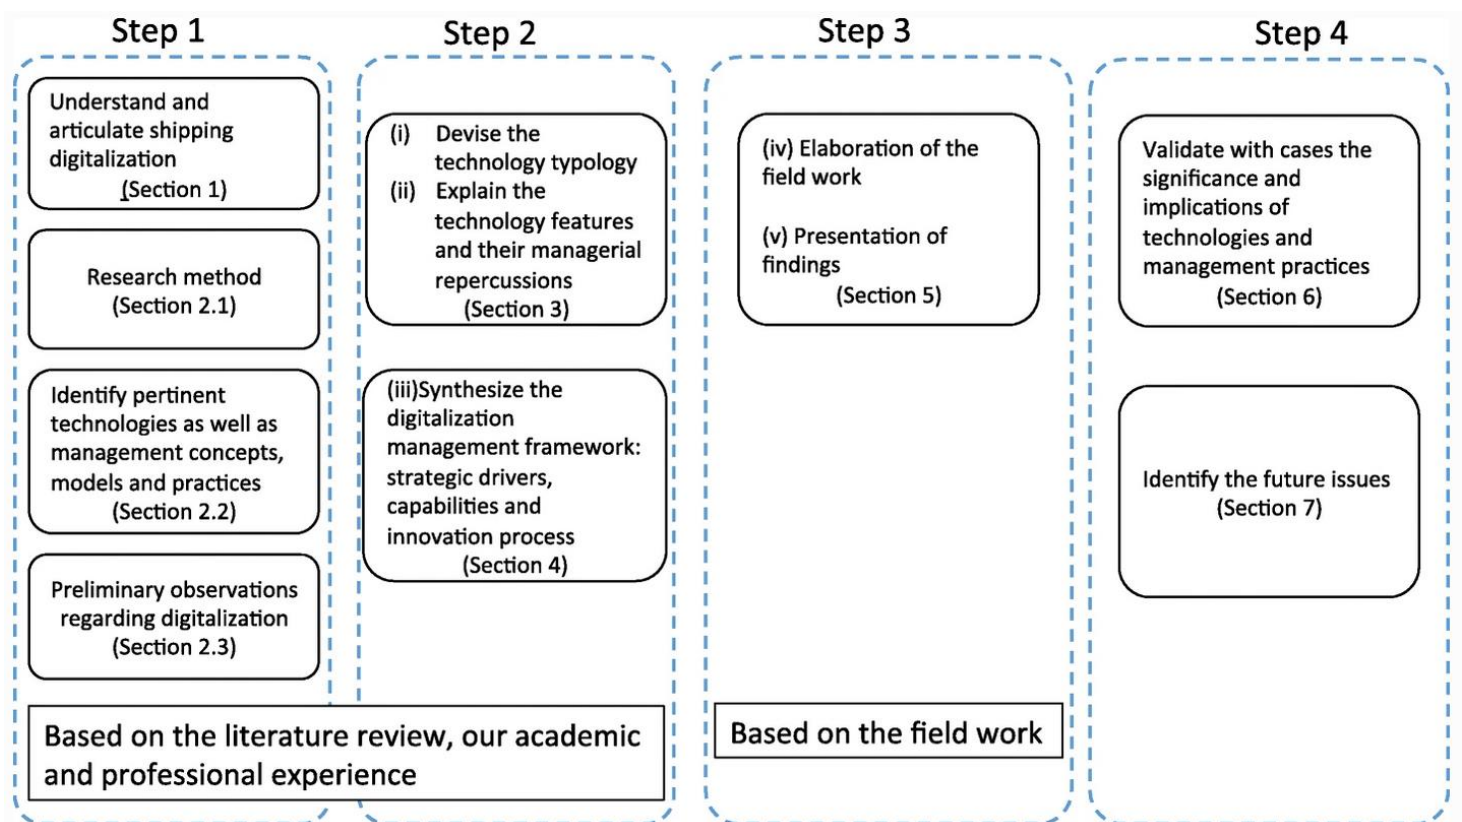 Step 1
Understand and
articulate shipping
digitalization
(Section 1)
Research method
(Section 2.1)
Identify pertinent
technologies as well as
management concepts,
models and practices
(Section 2.2)
Preliminary observations
regarding digitalization
(Section 2.3)
Step 2
(i) Devise the
technology typology
(ii) Explain the
technology features
and their managerial
repercussions
(Section 3)
(iii)Synthesize the
digitalization
management framework:
strategic drivers,
capabilities and
innovation process
(Section 4)
Based on the literature review, our academic
and professional experience
Step 3
(iv) Elaboration of the
field work
(v) Presentation of
findings
(Section 5)
Based on the field work
Step 4
Validate with cases the
significance and
implications of
technologies and
management practices
(Section 6)
Identify the future issues
(Section 7)